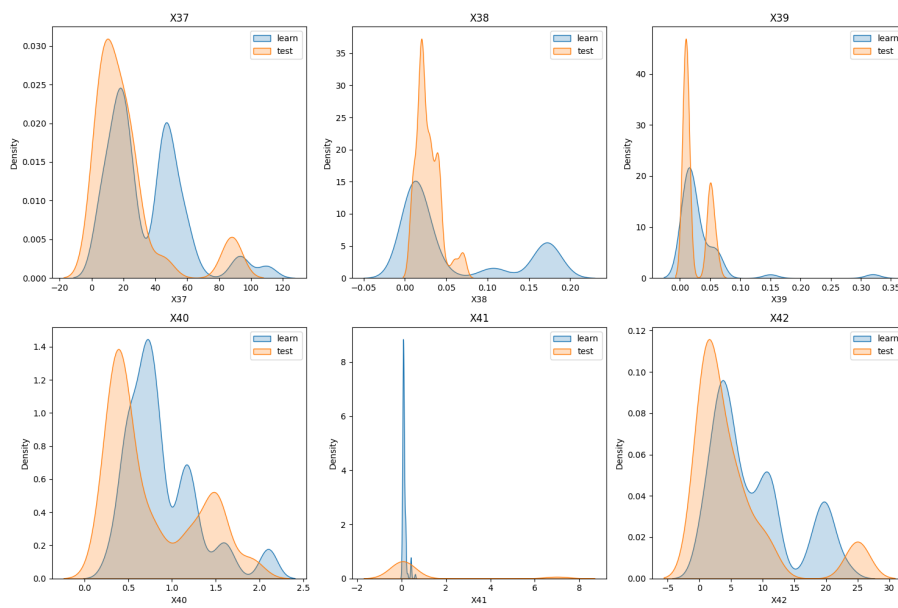 X37
learn
test
0.030
0.025
0.020
0.015
0.010
0.005
0.000
Density
−20 0 20 40 60 80 100 120
X37
X38
learn
test
35
30
25
20
15
10
5
0
Density
−0.05 0.00 0.05 0.10 0.15 0.20
X38
X39
learn
test
40
30
20
10
0
Density
0.00 0.05 0.10 0.15 0.20 0.25 0.30 0.35
X39
X40
learn
test
1.4
1.2
1.0
0.8
0.6
0.4
0.2
0.0
Density
0.0 0.5 1.0 1.5 2.0 2.5
X40
X41
learn
test
8
6
4
2
0
Density
−2 0 2 4 6 8
X41
X42
learn
test
0.12
0.10
0.08
0.06
0.04
0.02
0.00
Density
−5 0 5 10 15 20 25 30
X42